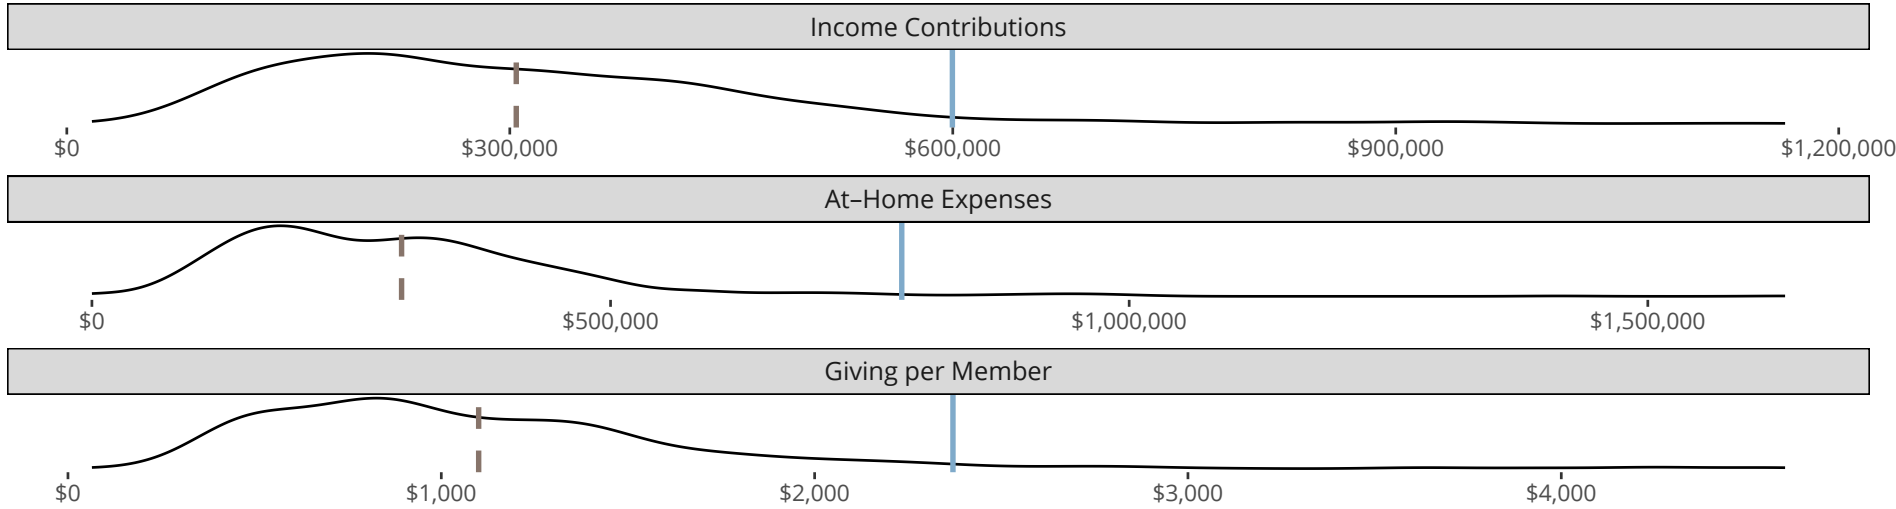 Income Contributions
$0 $300,000 $600,000 $900,000 $1,200,000
At–Home Expenses
$0 $500,000 $1,000,000 $1,500,000
Giving per Member
$0 $1,000 $2,000 $3,000 $4,000